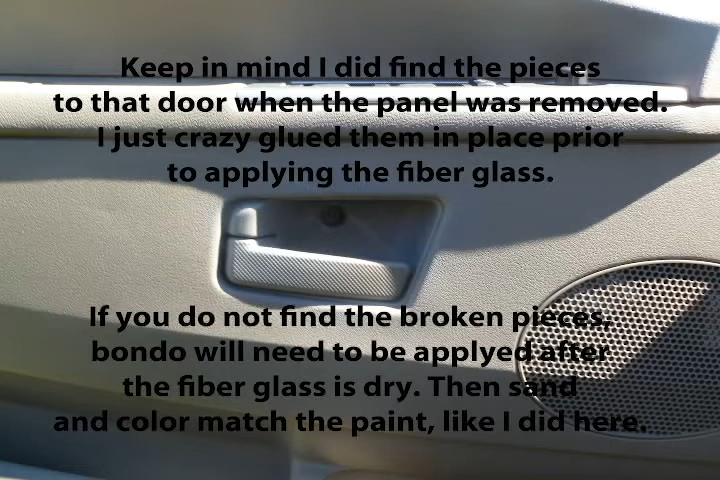 Keep in mind I did find the pieces
to that door when the panel was removed.
I just crazy glued them in place prior
to applying the fiber glass.
If you do not find the broken pieces,
bondo will need to be applyed after
the fiber glass is dry. Then sand
and color match the paint, like I did here.